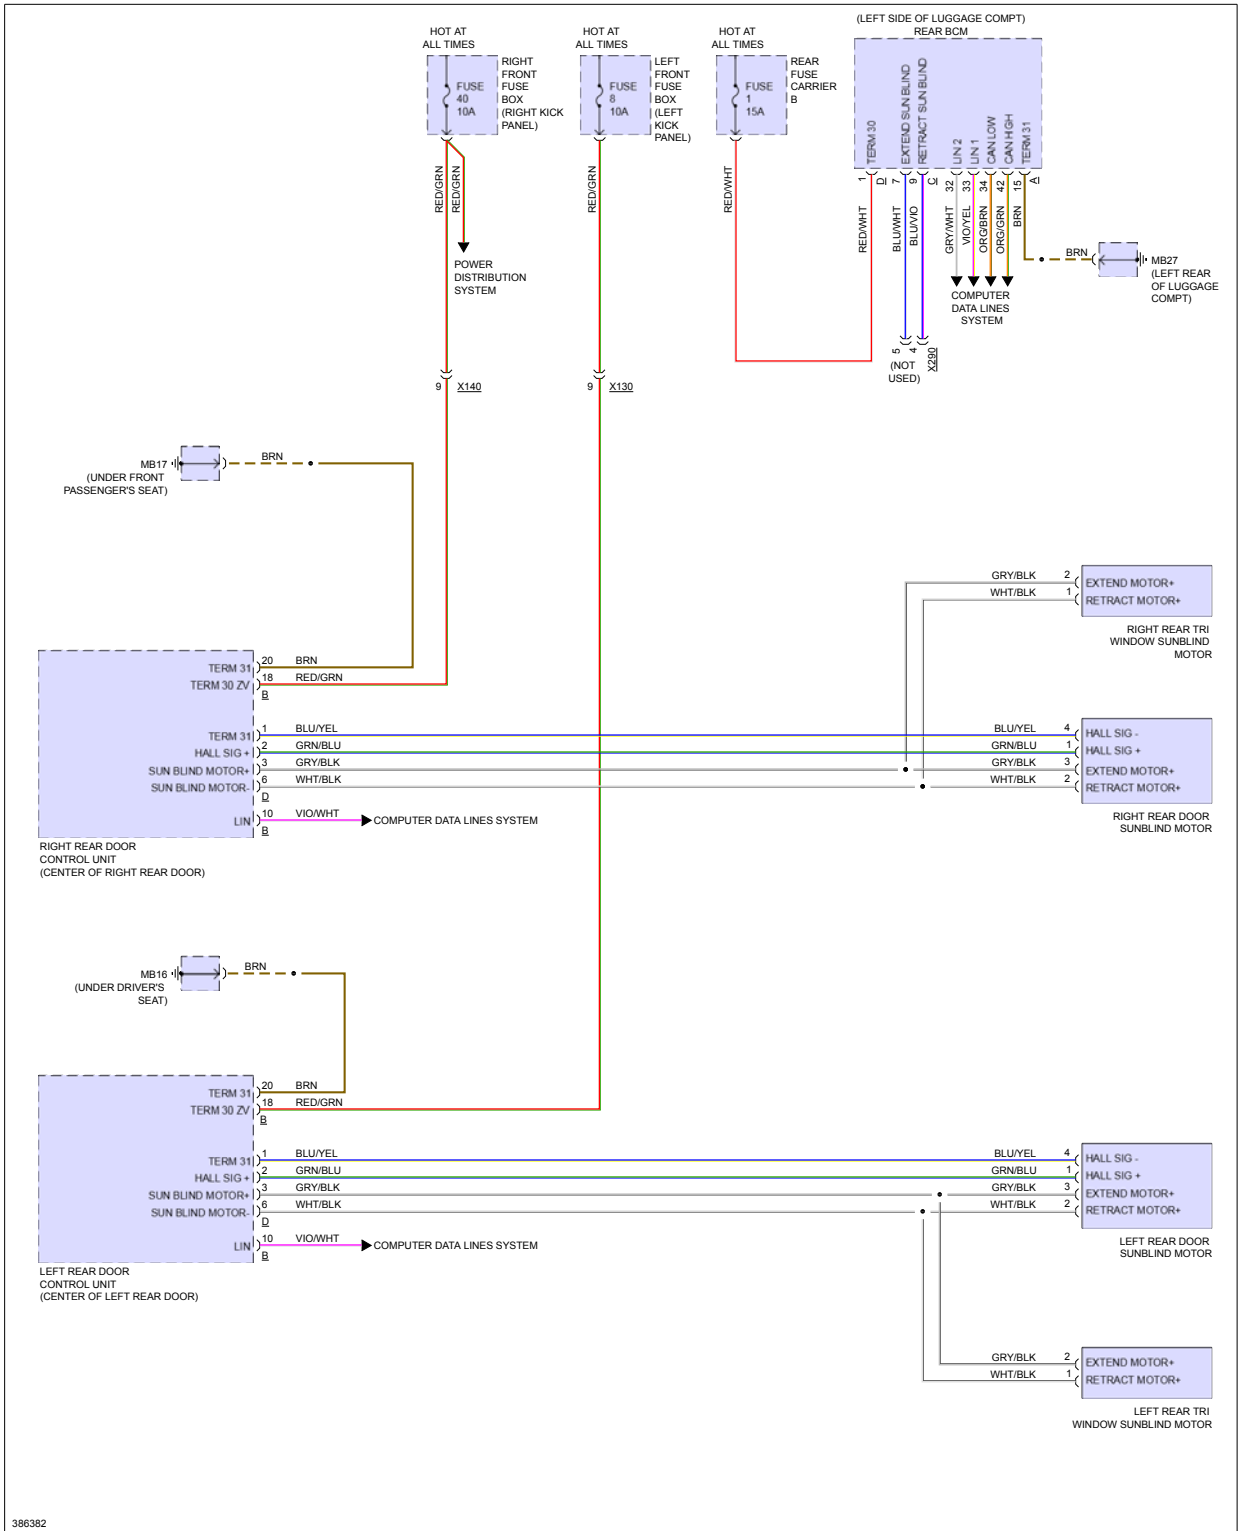 HOT AT
ALL TIMES
FUSE
40
10A
RIGHT
FRONT
FUSE
BOX
(RIGHT KICK
PANEL)
HOT AT
ALL TIMES
FUSE
8
10A
LEFT
FRONT
FUSE
BOX
(LEFT
KICK
PANEL)
HOT AT
ALL TIMES
FUSE
1
15A
REAR
FUSE
CARRIER
B
(LEFT SIDE OF LUGGAGE COMPT)
REAR BCM
TERM 30
EXTEND SUN BLIND
RETRACT SUN BLIND
LIN 2
LIN 1
CAN LOW
CAN HIGH
TERM 31
1
D
7
9
C
32
33
34
42
15
A
RED/GRN
RED/GRN
RED/GRN
RED/WHT
RED/WHT
BLU/WHT
BLU/VIO
GRY/WHT
VIO/YEL
ORG/BRN
ORG/GRN
BRN
BRN
MB27
(LEFT REAR
OF LUGGAGE
COMPT)
POWER
DISTRIBUTION
SYSTEM
COMPUTER
DATA LINES
SYSTEM
5
4
X290
(NOT
USED)
9
X140
9
X130
MB17
(UNDER FRONT
PASSENGER'S SEAT)
BRN
GRY/BLK
2
EXTEND MOTOR+
WHT/BLK
1
RETRACT MOTOR+
RIGHT REAR TRI
WINDOW SUNBLIND
MOTOR
TERM 31
20
BRN
TERM 30 ZV
18
RED/GRN
B
TERM 31
1
BLU/YEL
BLU/YEL
4
HALL SIG -
HALL SIG +
2
GRN/BLU
GRN/BLU
1
HALL SIG +
SUN BLIND MOTOR+
3
GRY/BLK
GRY/BLK
3
EXTEND MOTOR+
SUN BLIND MOTOR-
6
WHT/BLK
WHT/BLK
2
RETRACT MOTOR+
D
LIN
10
VIO/WHT
COMPUTER DATA LINES SYSTEM
B
RIGHT REAR DOOR
SUNBLIND MOTOR
RIGHT REAR DOOR
CONTROL UNIT
(CENTER OF RIGHT REAR DOOR)
MB16
(UNDER DRIVER'S
SEAT)
BRN
TERM 31
20
BRN
TERM 30 ZV
18
RED/GRN
B
TERM 31
1
BLU/YEL
BLU/YEL
4
HALL SIG -
HALL SIG +
2
GRN/BLU
GRN/BLU
1
HALL SIG +
SUN BLIND MOTOR+
3
GRY/BLK
GRY/BLK
3
EXTEND MOTOR+
SUN BLIND MOTOR-
6
WHT/BLK
WHT/BLK
2
RETRACT MOTOR+
D
LIN
10
VIO/WHT
COMPUTER DATA LINES SYSTEM
B
LEFT REAR DOOR
SUNBLIND MOTOR
LEFT REAR DOOR
CONTROL UNIT
(CENTER OF LEFT REAR DOOR)
GRY/BLK
2
EXTEND MOTOR+
WHT/BLK
1
RETRACT MOTOR+
LEFT REAR TRI
WINDOW SUNBLIND MOTOR
386382